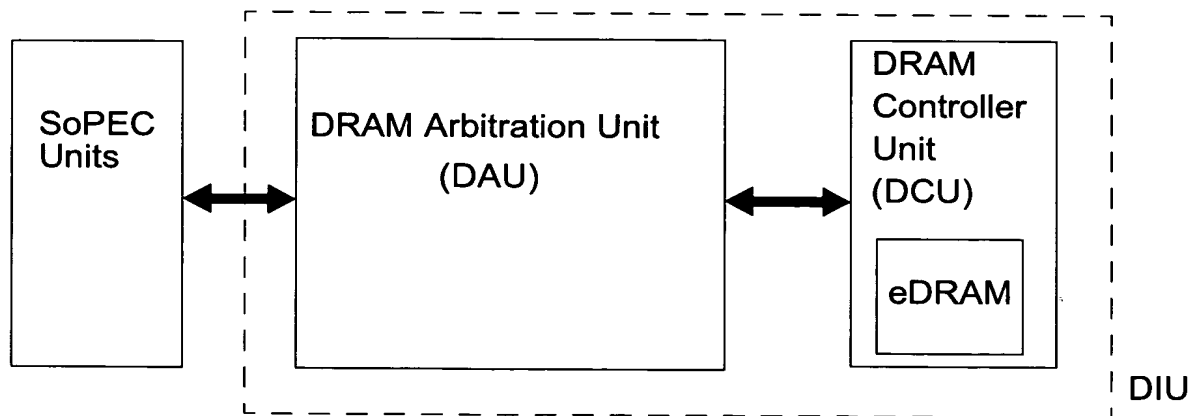 SoPEC
Units
DRAM Arbitration Unit
(DAU)
DRAM
Controller
Unit
(DCU)
eDRAM
DIU